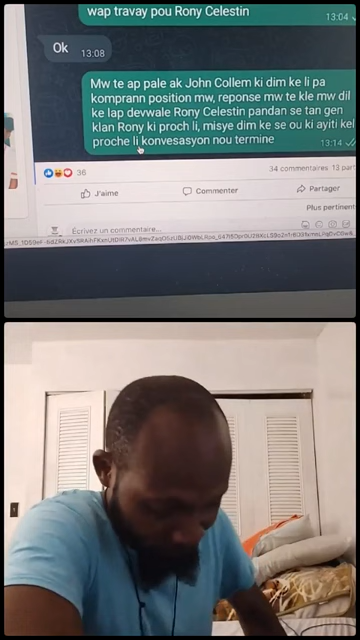 wap travay pou Rony Celestin
13:04
Ok
13:08
Mw te ap pale ak John Collem ki dim ke li pa
komprann position mw, reponse mw te kle mw dil
ke lap devwale Rony Celestin pandan se tan gen
klan Rony ki proch li, misye dim ke se ou ki ayiti kel
proche li konvesasyon nou termine
13:14
36
34 commentaires
J'aime
Commenter
Partager
Plus pertinent
Écrivez un commentaire...